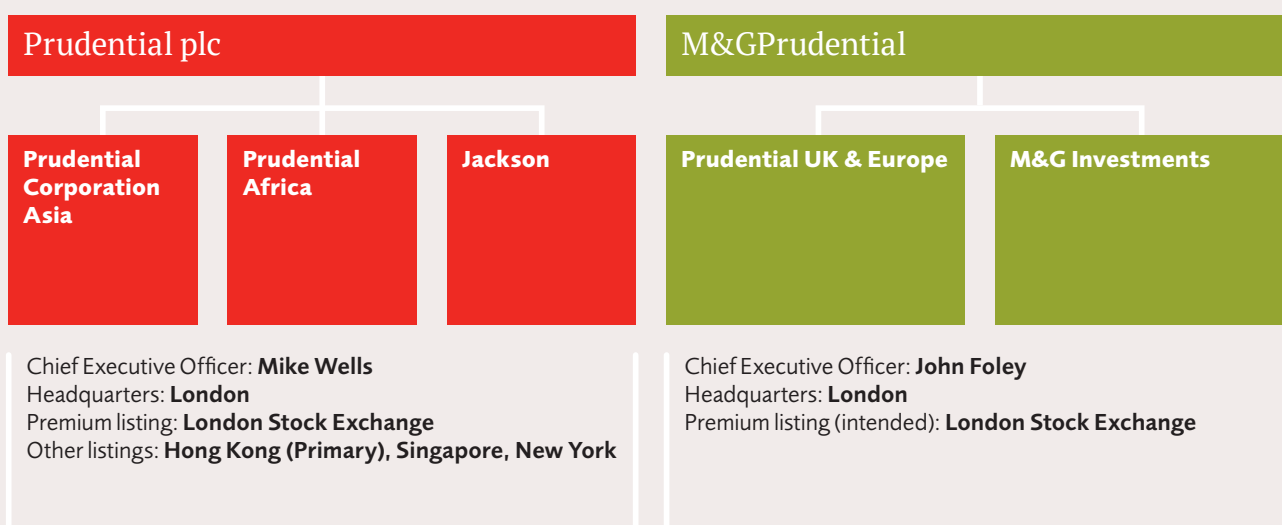 Prudential plc
Prudential
Corporation
Asia
Prudential
Africa
Jackson
Chief Executive Officer: Mike Wells
Headquarters: London
Premium listing: London Stock Exchange
Other listings: Hong Kong (Primary), Singapore, New York
M&GPrudential
Prudential UK & Europe
M&G Investments
Chief Executive Officer: John Foley
Headquarters: London
Premium listing (intended): London Stock Exchange